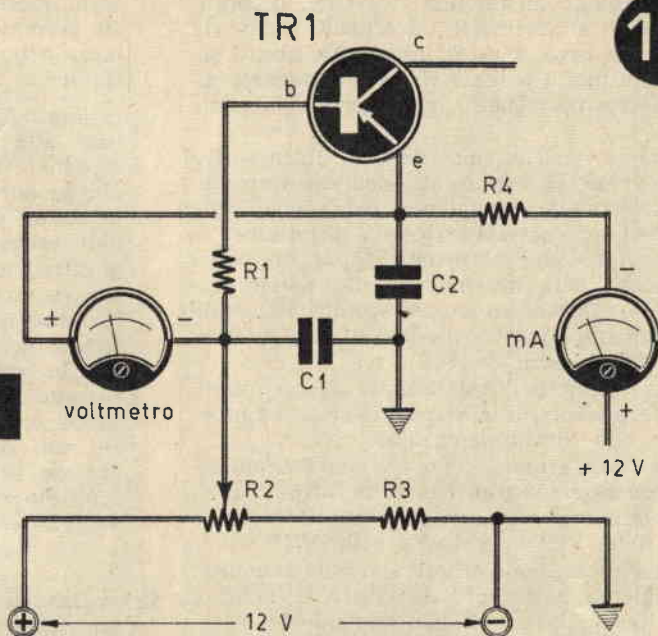 TR1
1
c
b
e
R4
R1
C2
+
-
-
mA
C1
voltmetro
+
+ 12 V
R2
R3
+
12 V
-